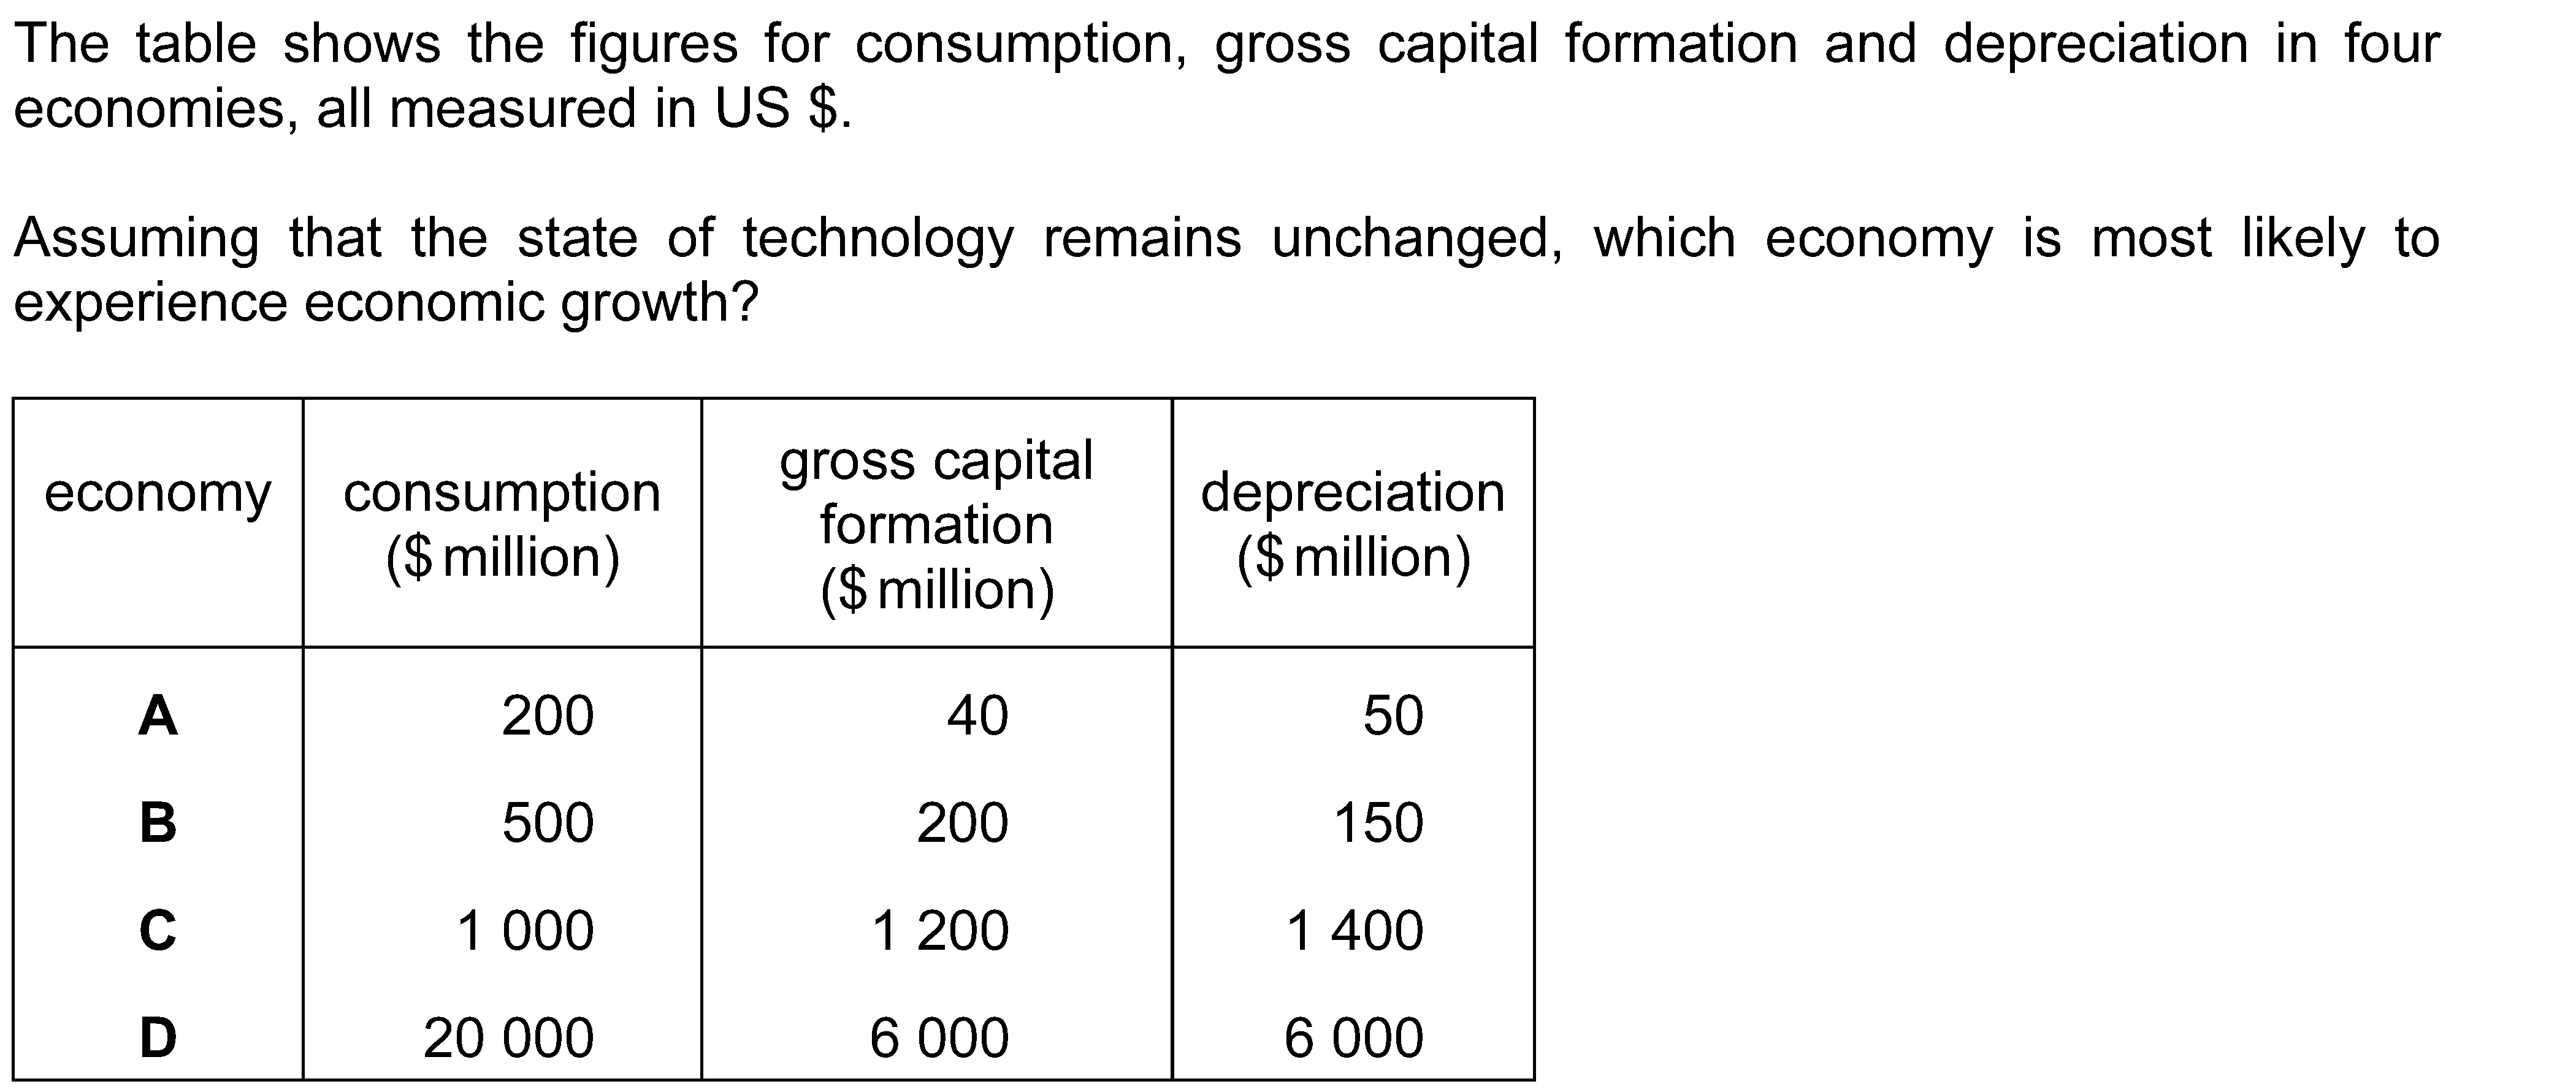 The table shows the figures for consumption, gross capital formation and depreciation in four
economies, all measured in US $.
Assuming that the state of technology remains unchanged, which economy is most likely to
experience economic growth?
economy consumption ($ million) gross capital formation ($ million) depreciation ($ million)
A 200 40 50
B 500 200 150
C 1 000 1 200 1 400
D 20 000 6 000 6 000